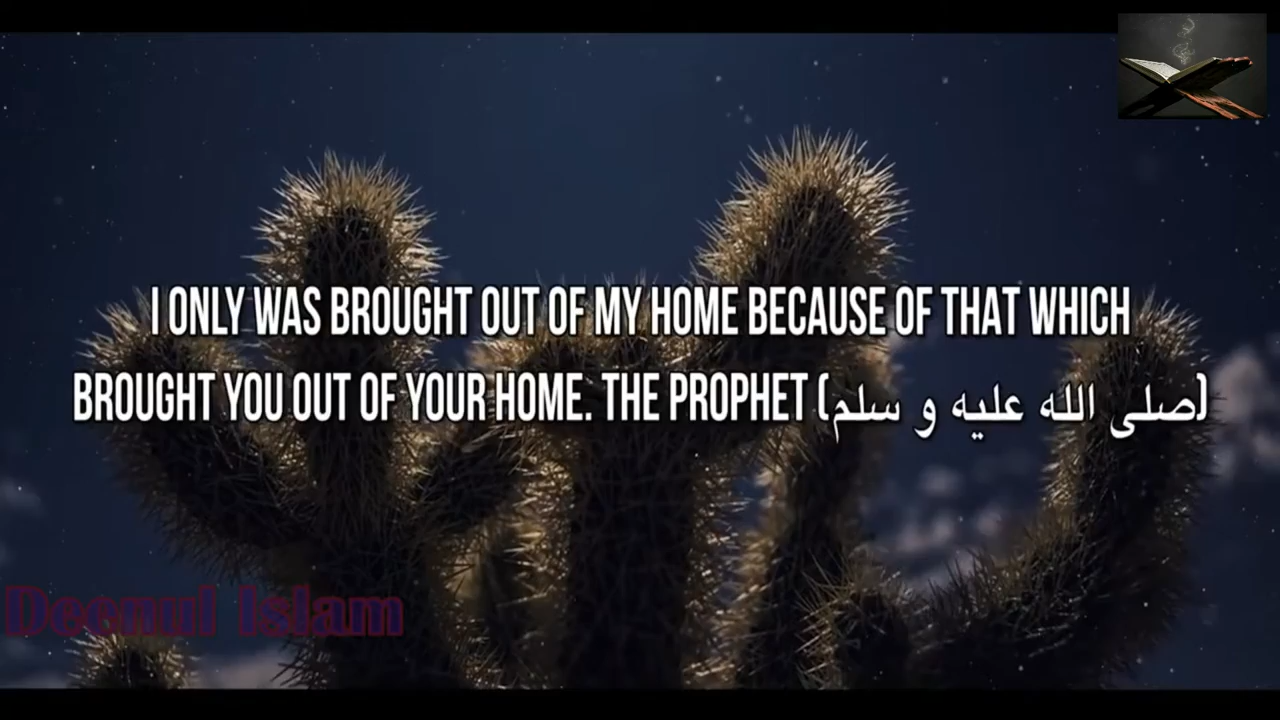 I ONLY WAS BROUGHT OUT OF MY HOME BECAUSE OF THAT WHICH
BROUGHT YOU OUT OF YOUR HOME. THE PROPHET (صلى الله عليه و سلم)
Deenul Islam